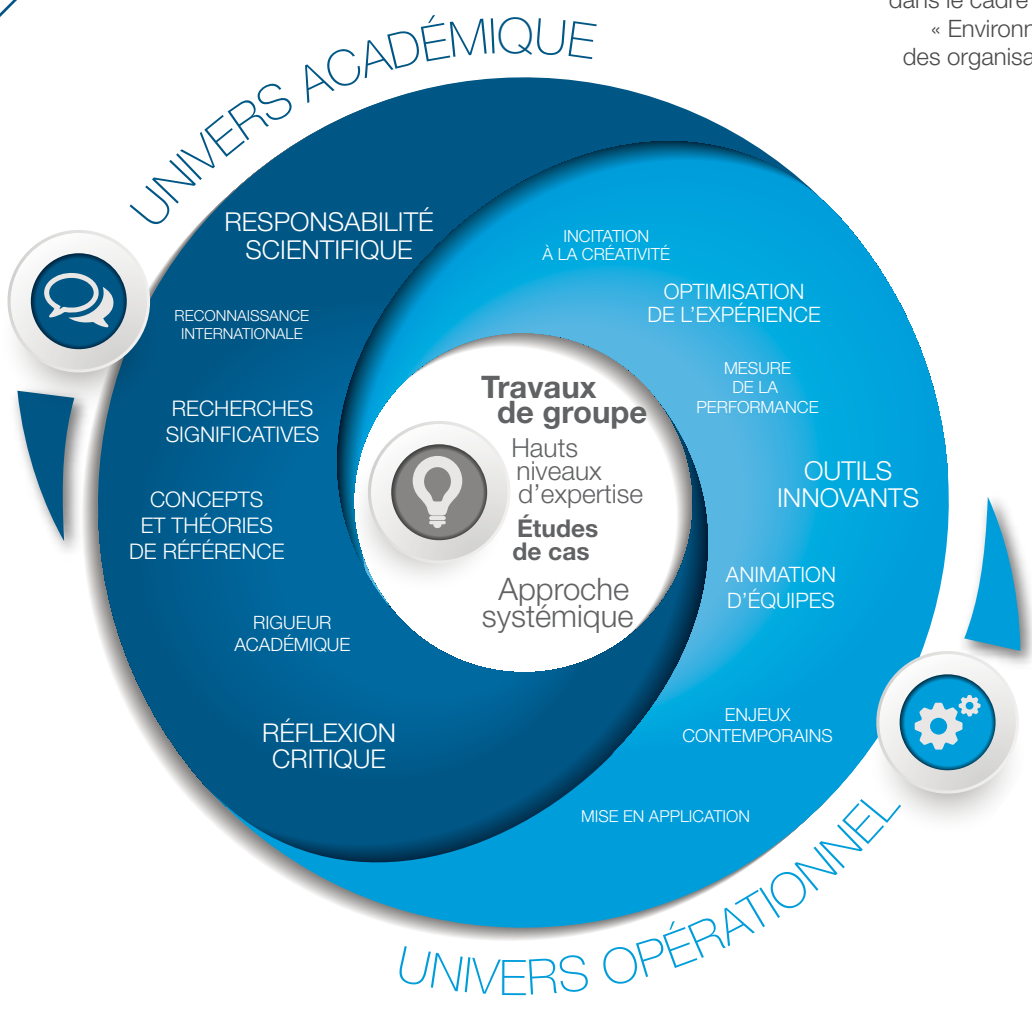 dans le cadre
« Environn
des organisa
UNIVERS ACADÉMIQUE
RESPONSABILITÉ
SCIENTIFIQUE
RECONNAISSANCE
INTERNATIONALE
RECHERCHES
SIGNIFICATIVES
CONCEPTS
ET THÉORIES
DE RÉFÉRENCE
RIGUEUR
ACADÉMIQUE
RÉFLEXION
CRITIQUE
Travaux
de groupe
Hauts
niveaux
d'expertise
Études
de cas
Approche
systémique
INCITATION
À LA CRÉATIVITÉ
OPTIMISATION
DE L'EXPÉRIENCE
MESURE
DE LA
PERFORMANCE
OUTILS
INNOVANTS
ANIMATION
D'ÉQUIPES
ENJEUX
CONTEMPORAINS
MISE EN APPLICATION
UNIVERS OPÉRATIONNEL